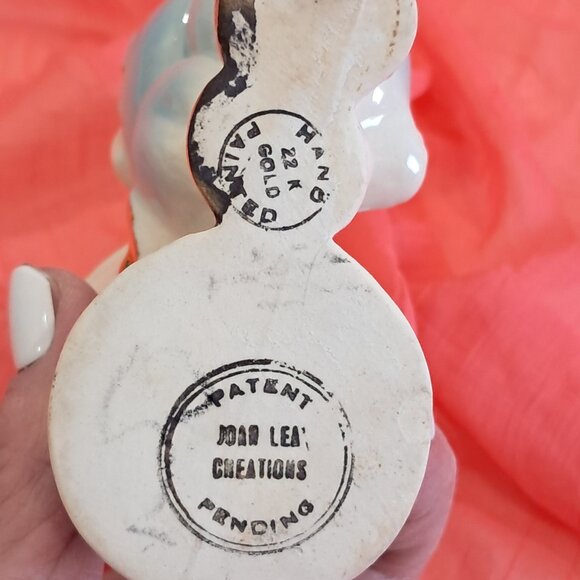 HAND PAINTED
22 K
GOLD
PATENT
JOAN LEA'
CREATIONS
PENDING